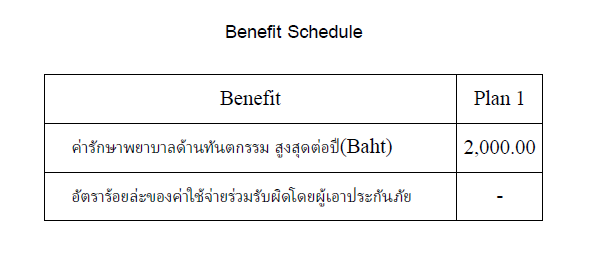 Benefit Schedule
Benefit Plan 1
ค่ารักษาพยาบาลด้านทันตกรรม สูงสุดต่อปี(Baht) 2,000.00
อัตราร้อยล่ะของค่าใช้จ่ายร่วมรับผิดโดยผู้เอาประกันภัย -